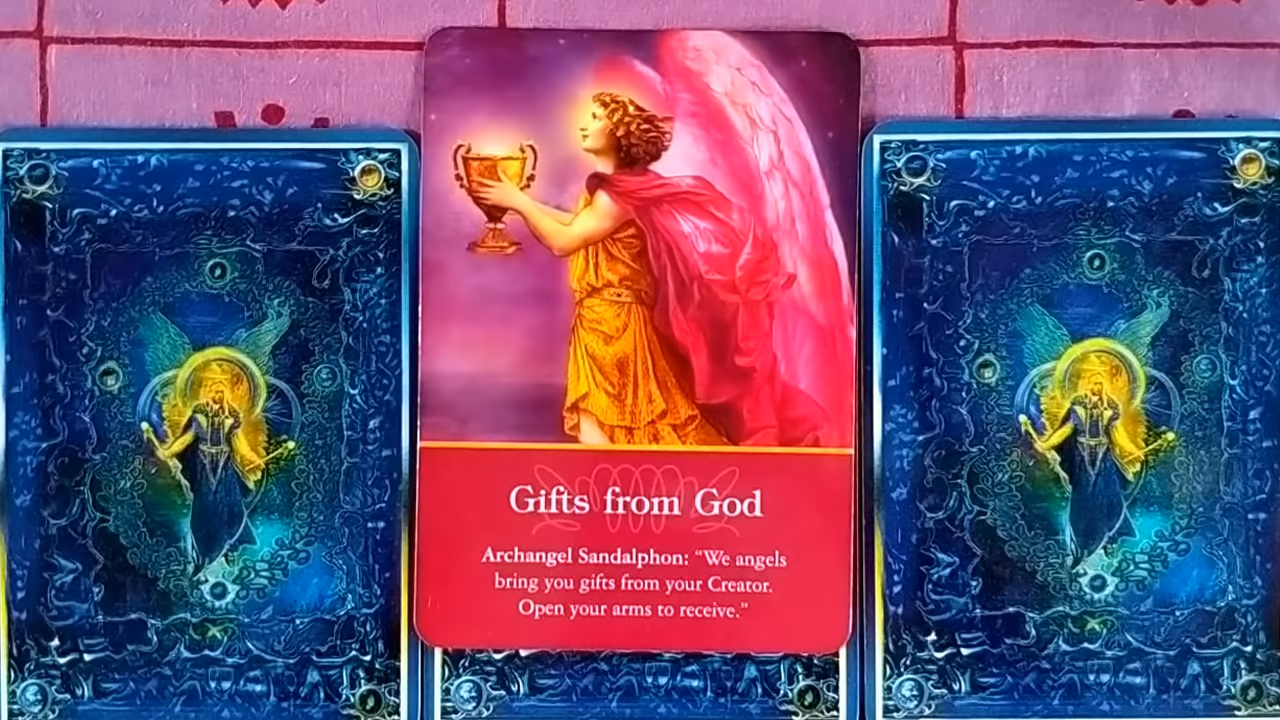 Gifts from God
Archangel Sandalphon: “We angels
bring you gifts from your Creator.
Open your arms to receive.”